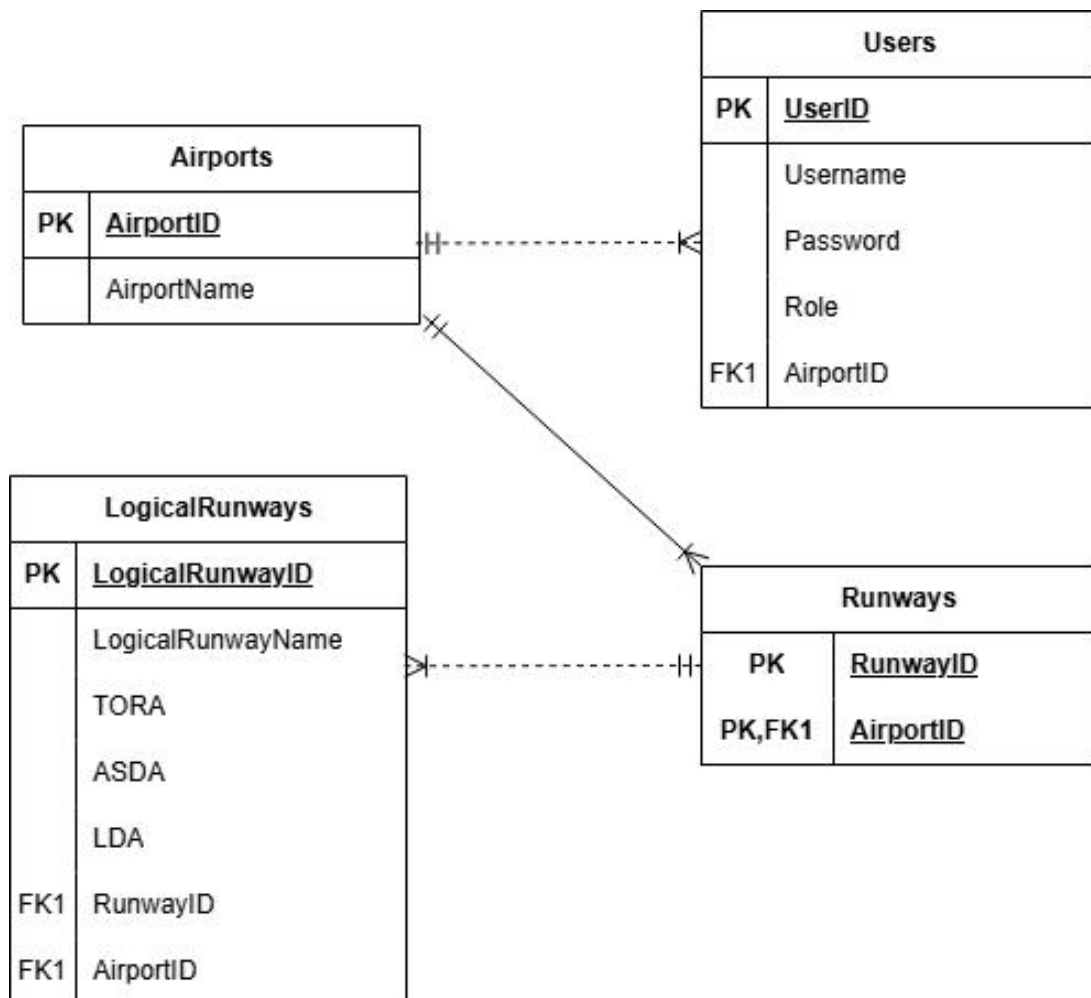 Users
PK UserID
Username
Password
Role
FK1 AirportID
Airports
PK AirportID
AirportName
LogicalRunways
PK LogicalRunwayID
LogicalRunwayName
TORA
ASDA
LDA
FK1 RunwayID
FK1 AirportID
Runways
PK RunwayID
PK,FK1 AirportID